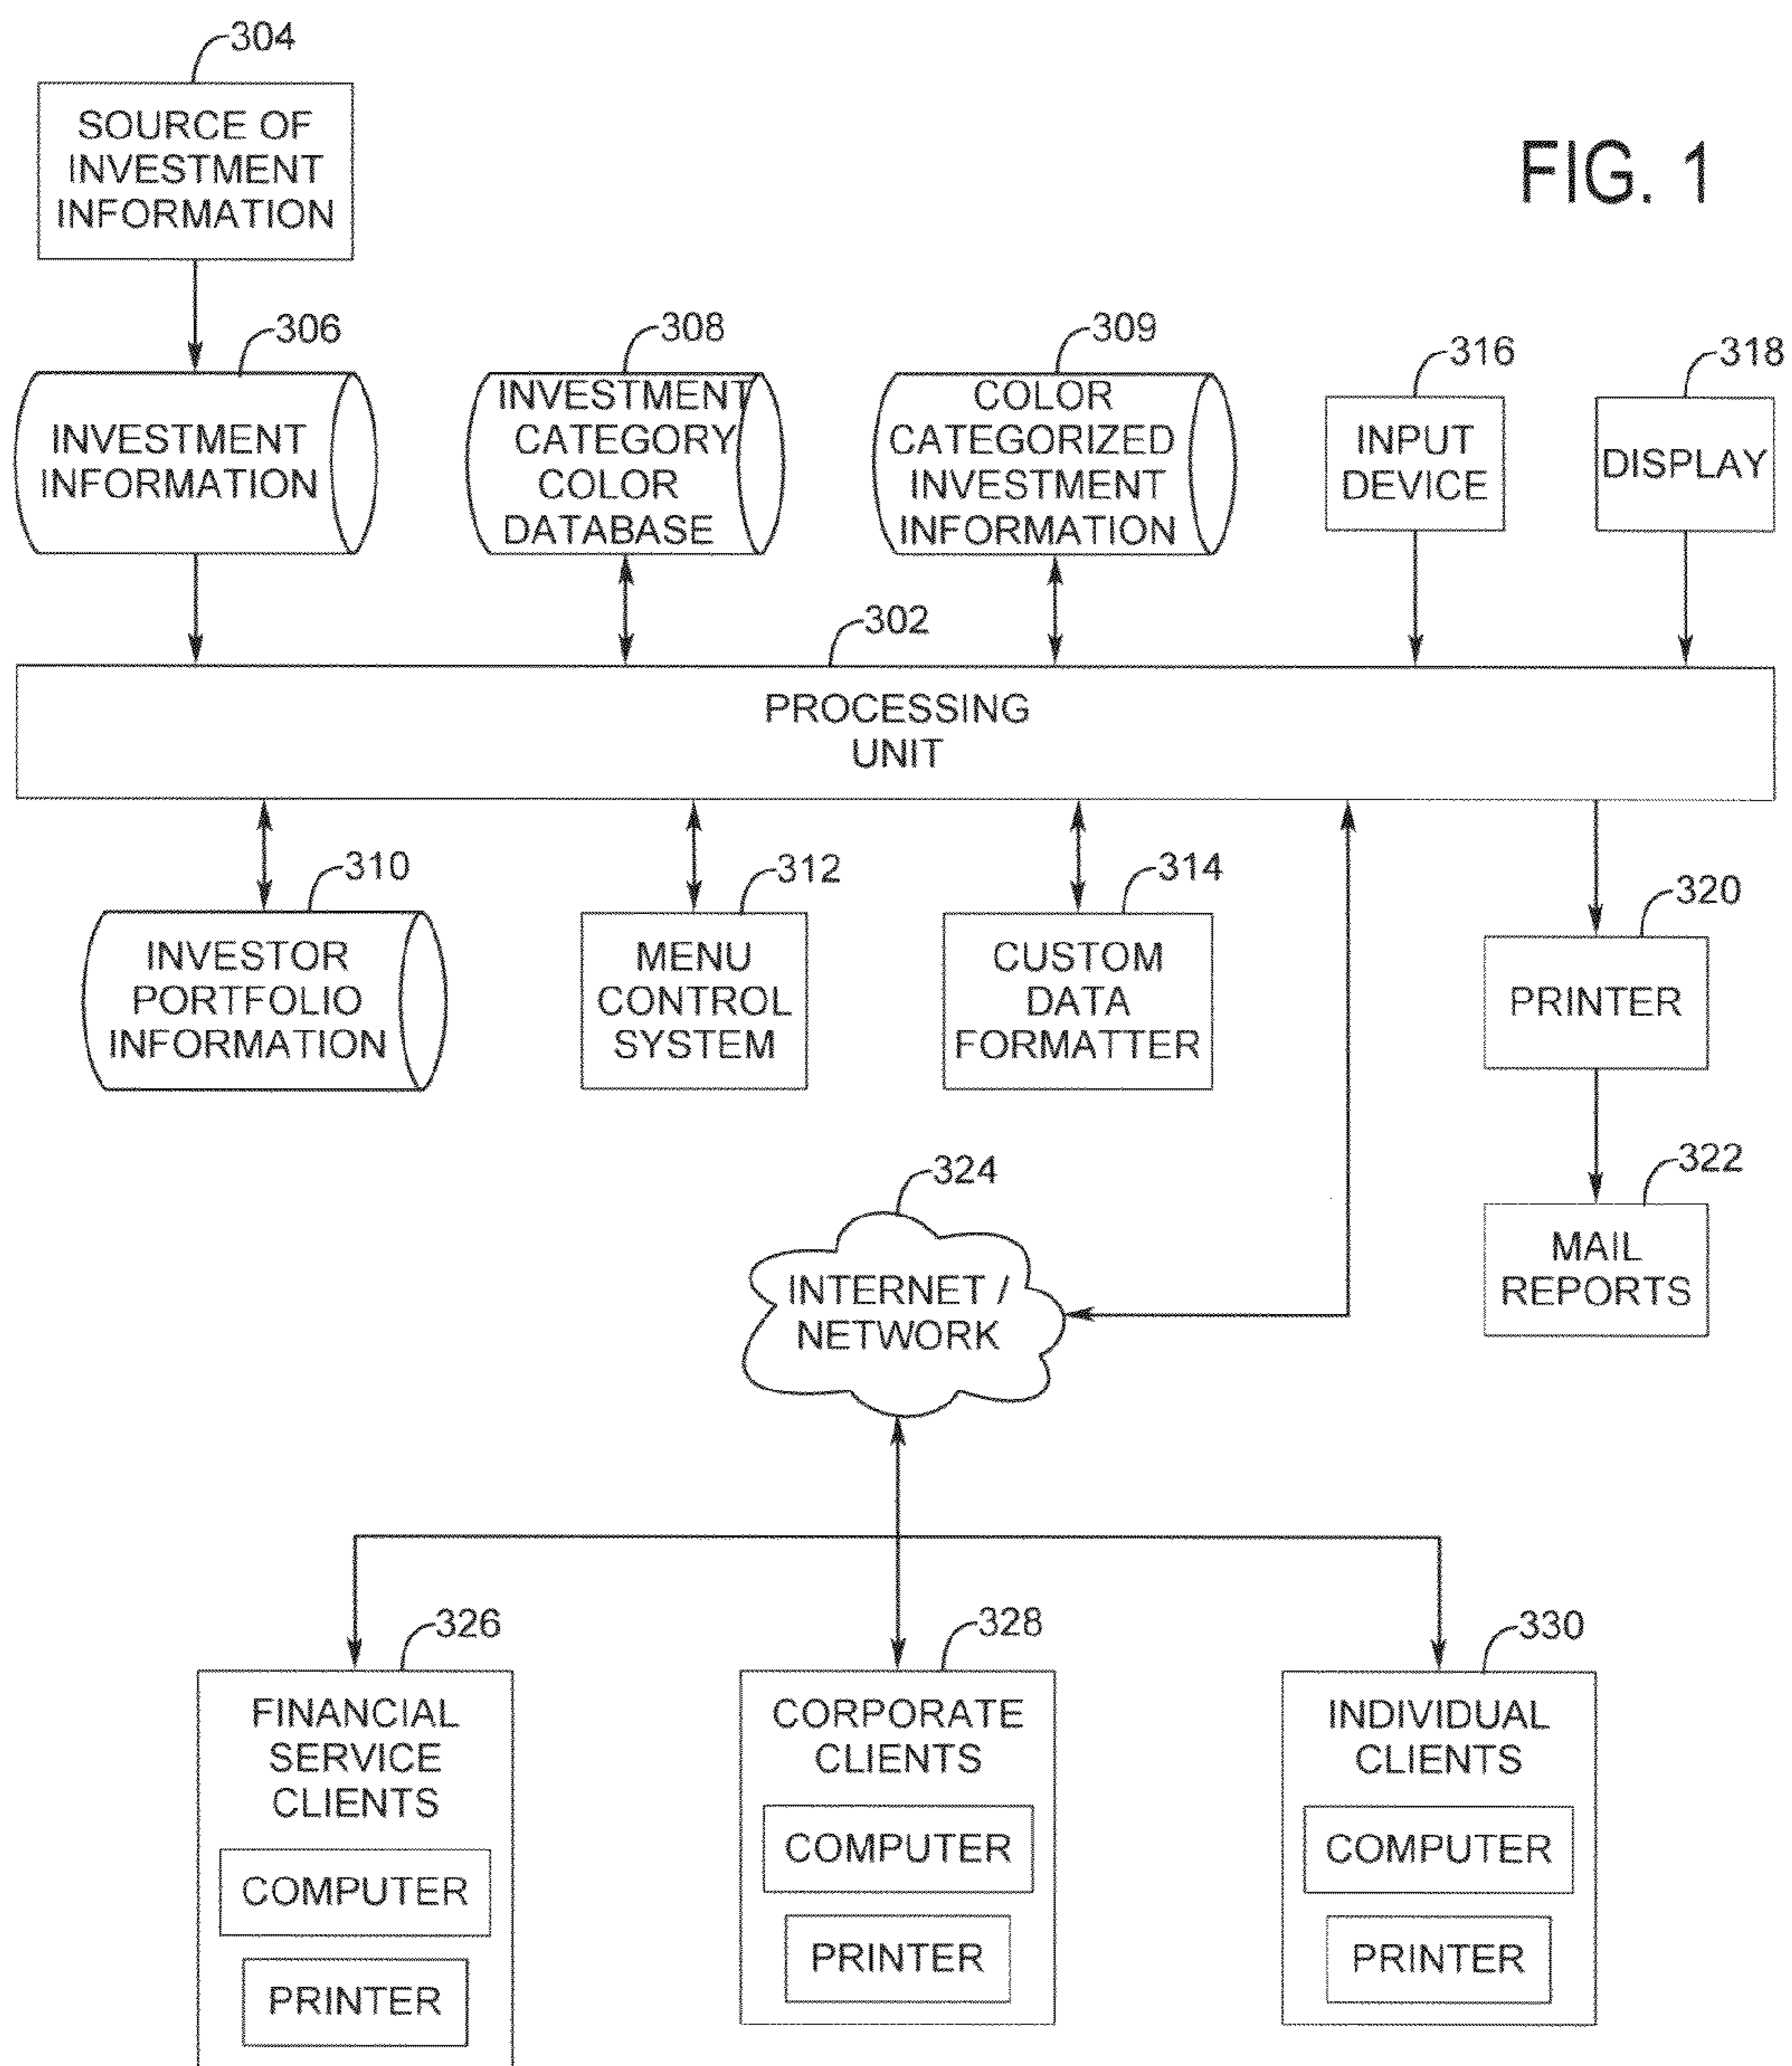 304
SOURCE OF
INVESTMENT
INFORMATION
FIG. 1
306
INVESTMENT
INFORMATION
308
INVESTMENT
CATEGORY
COLOR
DATABASE
309
COLOR
CATEGORIZED
INVESTMENT
INFORMATION
316
INPUT
DEVICE
318
DISPLAY
302
PROCESSING
UNIT
310
INVESTOR
PORTFOLIO
INFORMATION
312
MENU
CONTROL
SYSTEM
314
CUSTOM
DATA
FORMATTER
320
PRINTER
322
MAIL
REPORTS
324
INTERNET /
NETWORK
326
FINANCIAL
SERVICE
CLIENTS
COMPUTER
PRINTER
328
CORPORATE
CLIENTS
COMPUTER
PRINTER
330
INDIVIDUAL
CLIENTS
COMPUTER
PRINTER